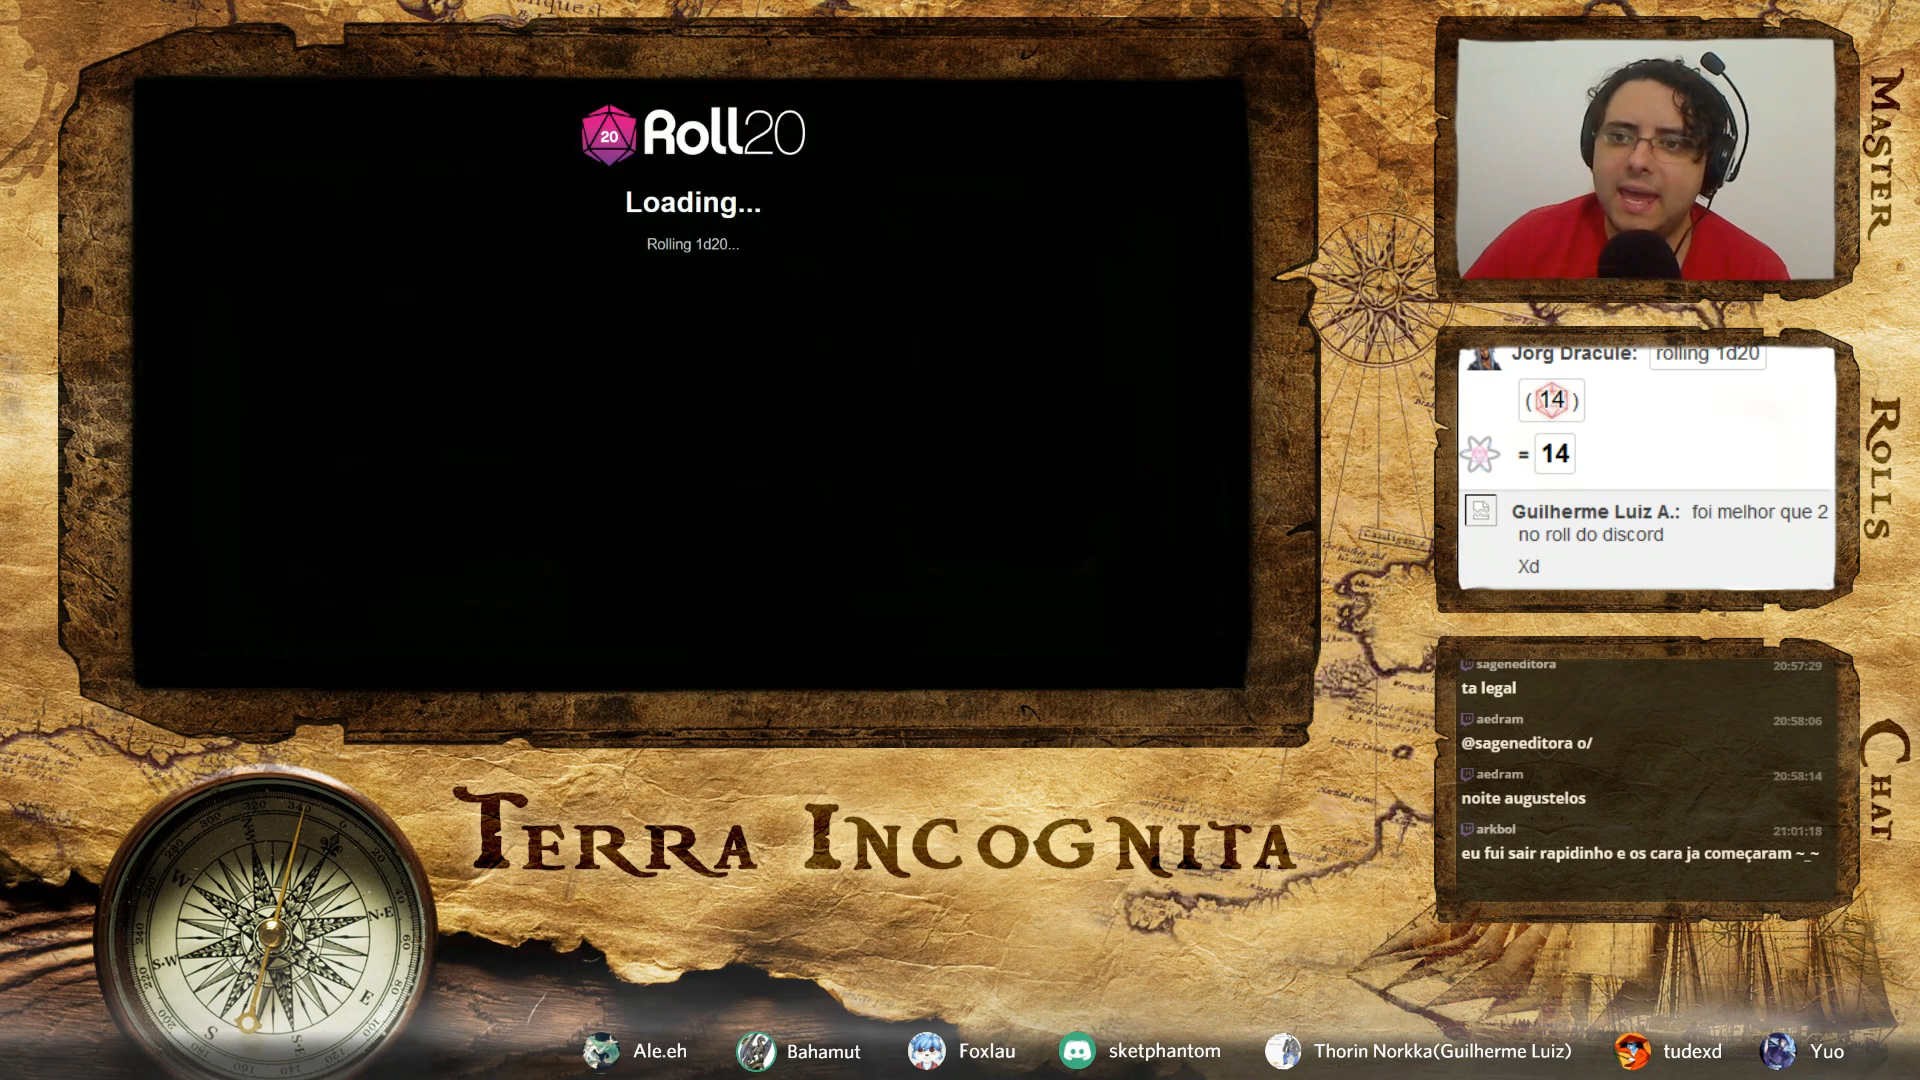 20 Roll20
Loading...
Rolling 1d20...
MASTER
Jorg Dracule: rolling 1d20
(14)
= 14
Guilherme Luiz A.: foi melhor que 2
no roll do discord
Xd
ROLLS
sageneditora 20:57:29
ta legal
aedram 20:58:06
@sageneditora o/
aedram 20:58:14
noite augustelos
arkbol 21:01:18
eu fui sair rapidinho e os cara ja começaram ~_~
CHAT
TERRA INCOGNITA
W
N·E
S·W
E
S
S·E
Ale.eh
Bahamut
Foxlau
sketphantom
Thorin Norkka(Guilherme Luiz)
tudexd
Yuo